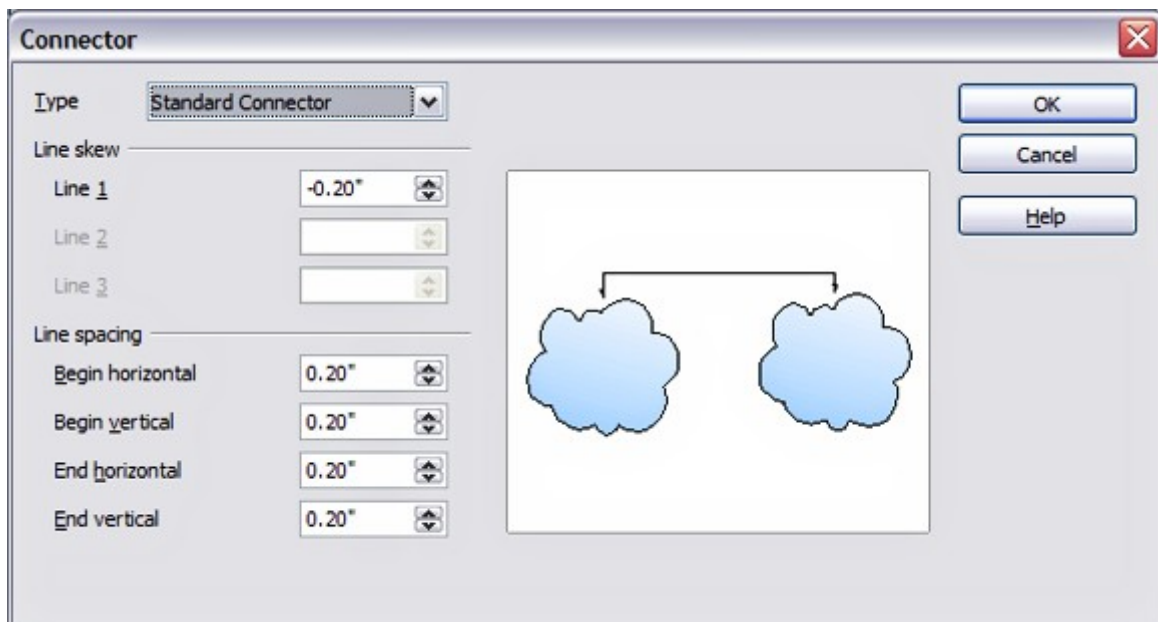 Connector
Type Standard Connector
OK
Line skew
Cancel
Line 1 -0.20"
Help
Line 2
Line 3
Line spacing
Begin horizontal 0.20"
Begin vertical 0.20"
End horizontal 0.20"
End vertical 0.20"